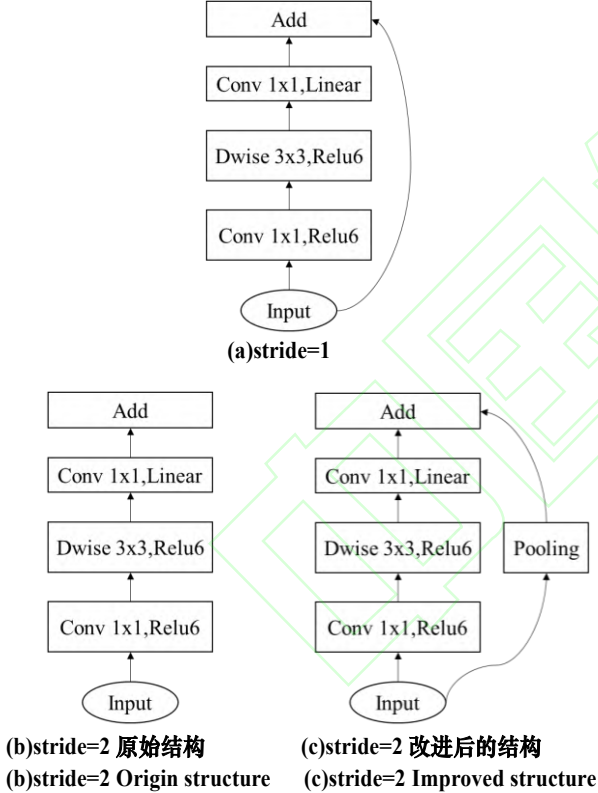 Add
Conv 1x1,Linear
Dwise 3x3,Relu6
Conv 1x1,Relu6
Input
(a)stride=1
Add
Conv 1x1,Linear
Dwise 3x3,Relu6
Conv 1x1,Relu6
Input
Add
Conv 1x1,Linear
Dwise 3x3,Relu6
Pooling
Conv 1x1,Relu6
Input
(b)stride=2 原始结构 (c)stride=2 改进后的结构
(b)stride=2 Origin structure (c)stride=2 Improved structure